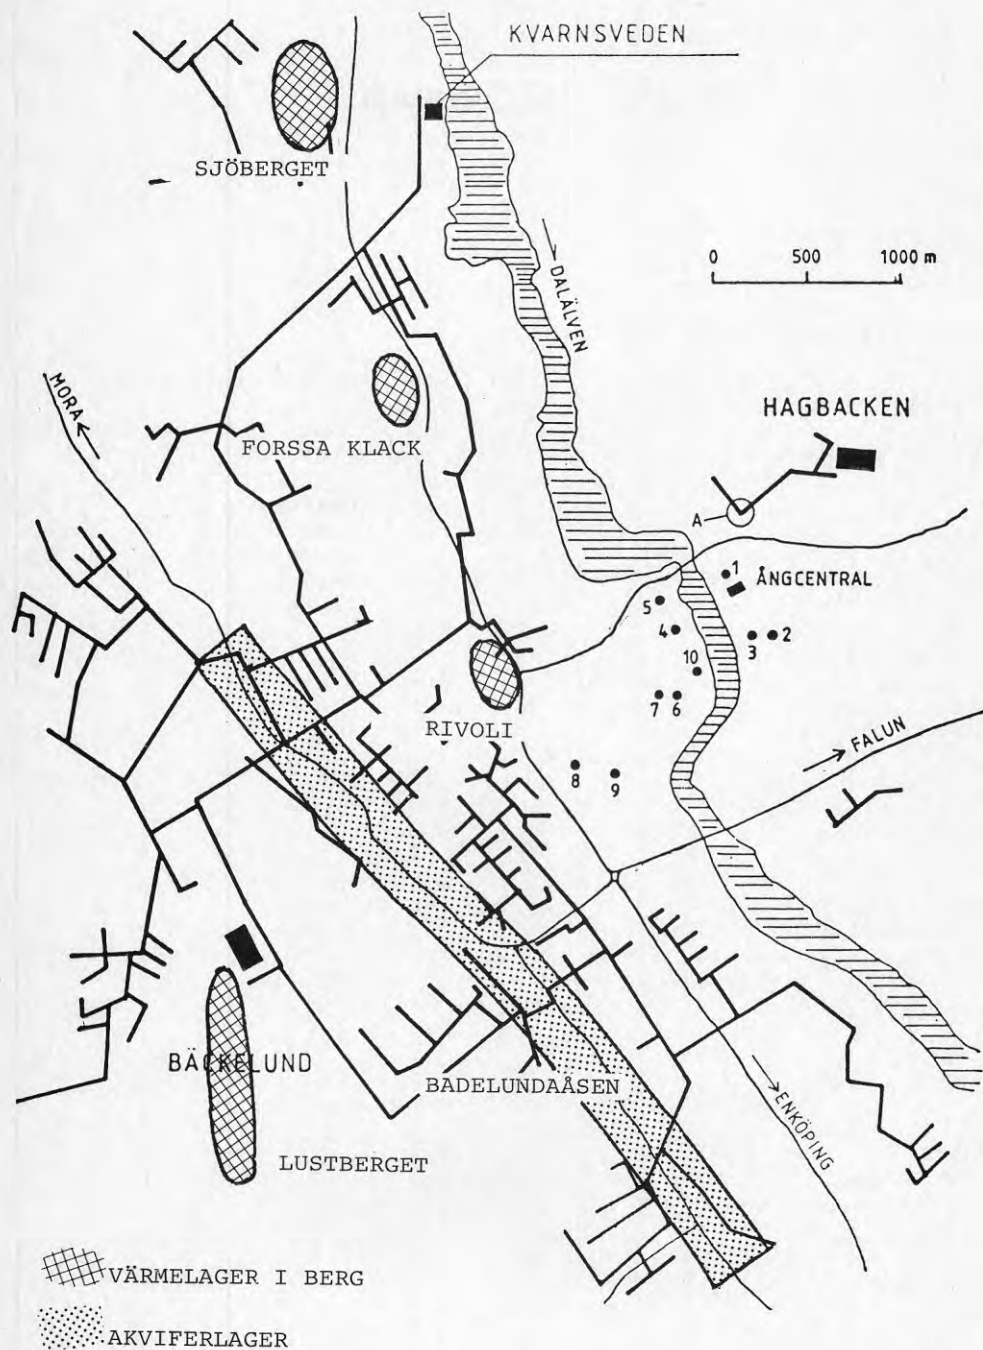 KVARNSVEDEN
SJÖBERGET
DALÄLVEN
0 500 1000 m
MORA
HAGBACKEN
FORSSA KLACK
A
1
ÅNGCENTRAL
5
4
3 2
10
7 6
RIVOLI
FALUN
8 9
BÄCKELUND
BADELUNDAÅSEN
ENKÖPING
LUSTBERGET
VÄRMELAGER I BERG
AKVIFERLAGER